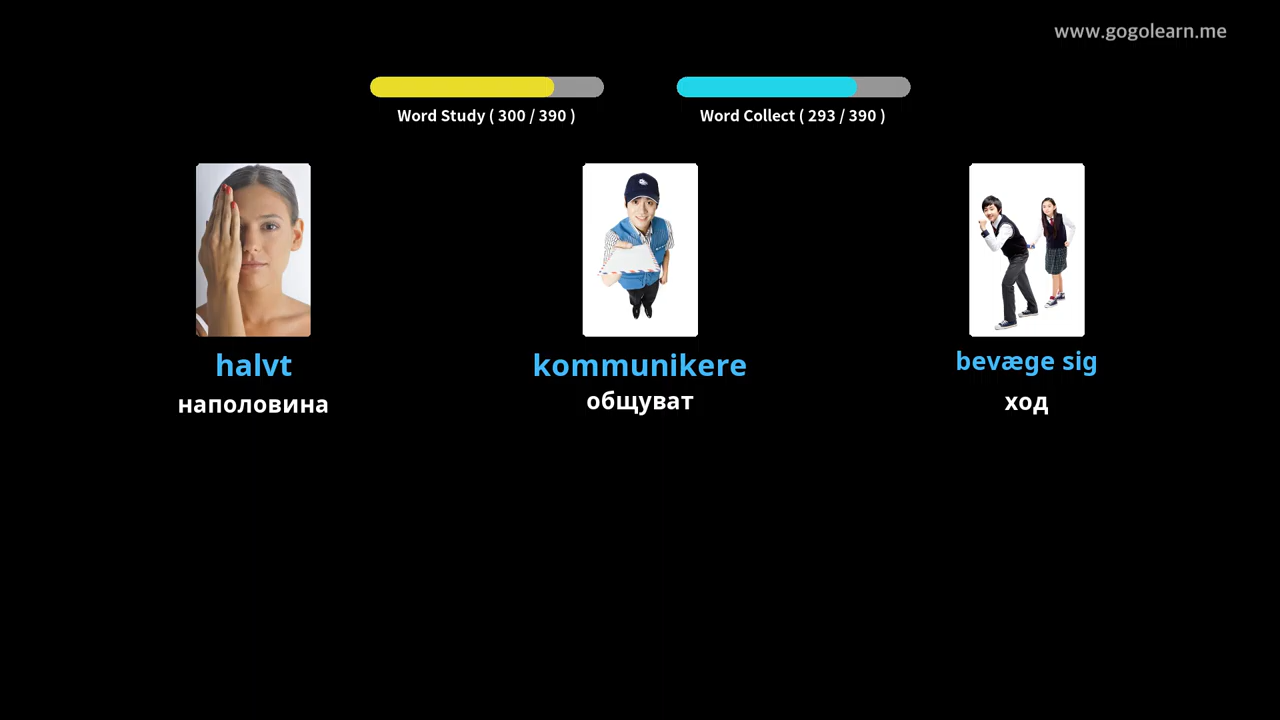 www.gogolearn.me
Word Study ( 300 / 390 )
Word Collect ( 293 / 390 )
halvt
kommunikere
bevæge sig
наполовина
общуват
ход